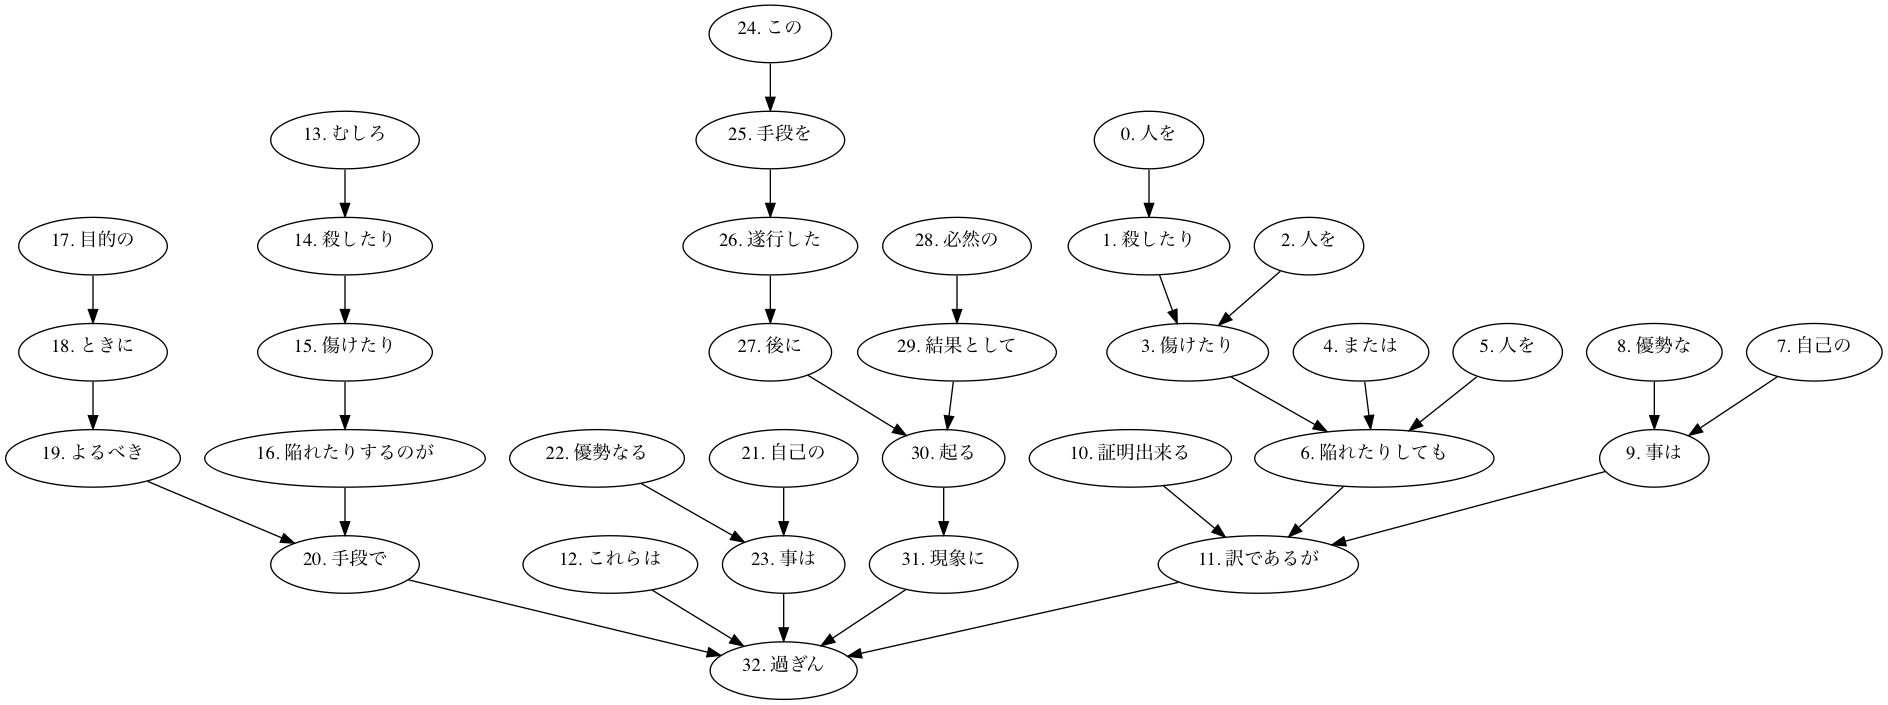 24. この
13. むしろ
25. 手段を
0. 人を
17. 目的の
14. 殺したり
26. 遂行した
28. 必然の
1. 殺したり
2. 人を
18. ときに
15. 傷けたり
27. 後に
29. 結果として
3. 傷けたり
4. または
5. 人を
8. 優勢な
7. 自己の
19. よるべき
16. 陥れたりするのが
22. 優勢なる
21. 自己の
30. 起る
10. 証明出来る
6. 陥れたりしても
9. 事は
20. 手段で
12. これらは
23. 事は
31. 現象に
11. 訳であるが
32. 過ぎん